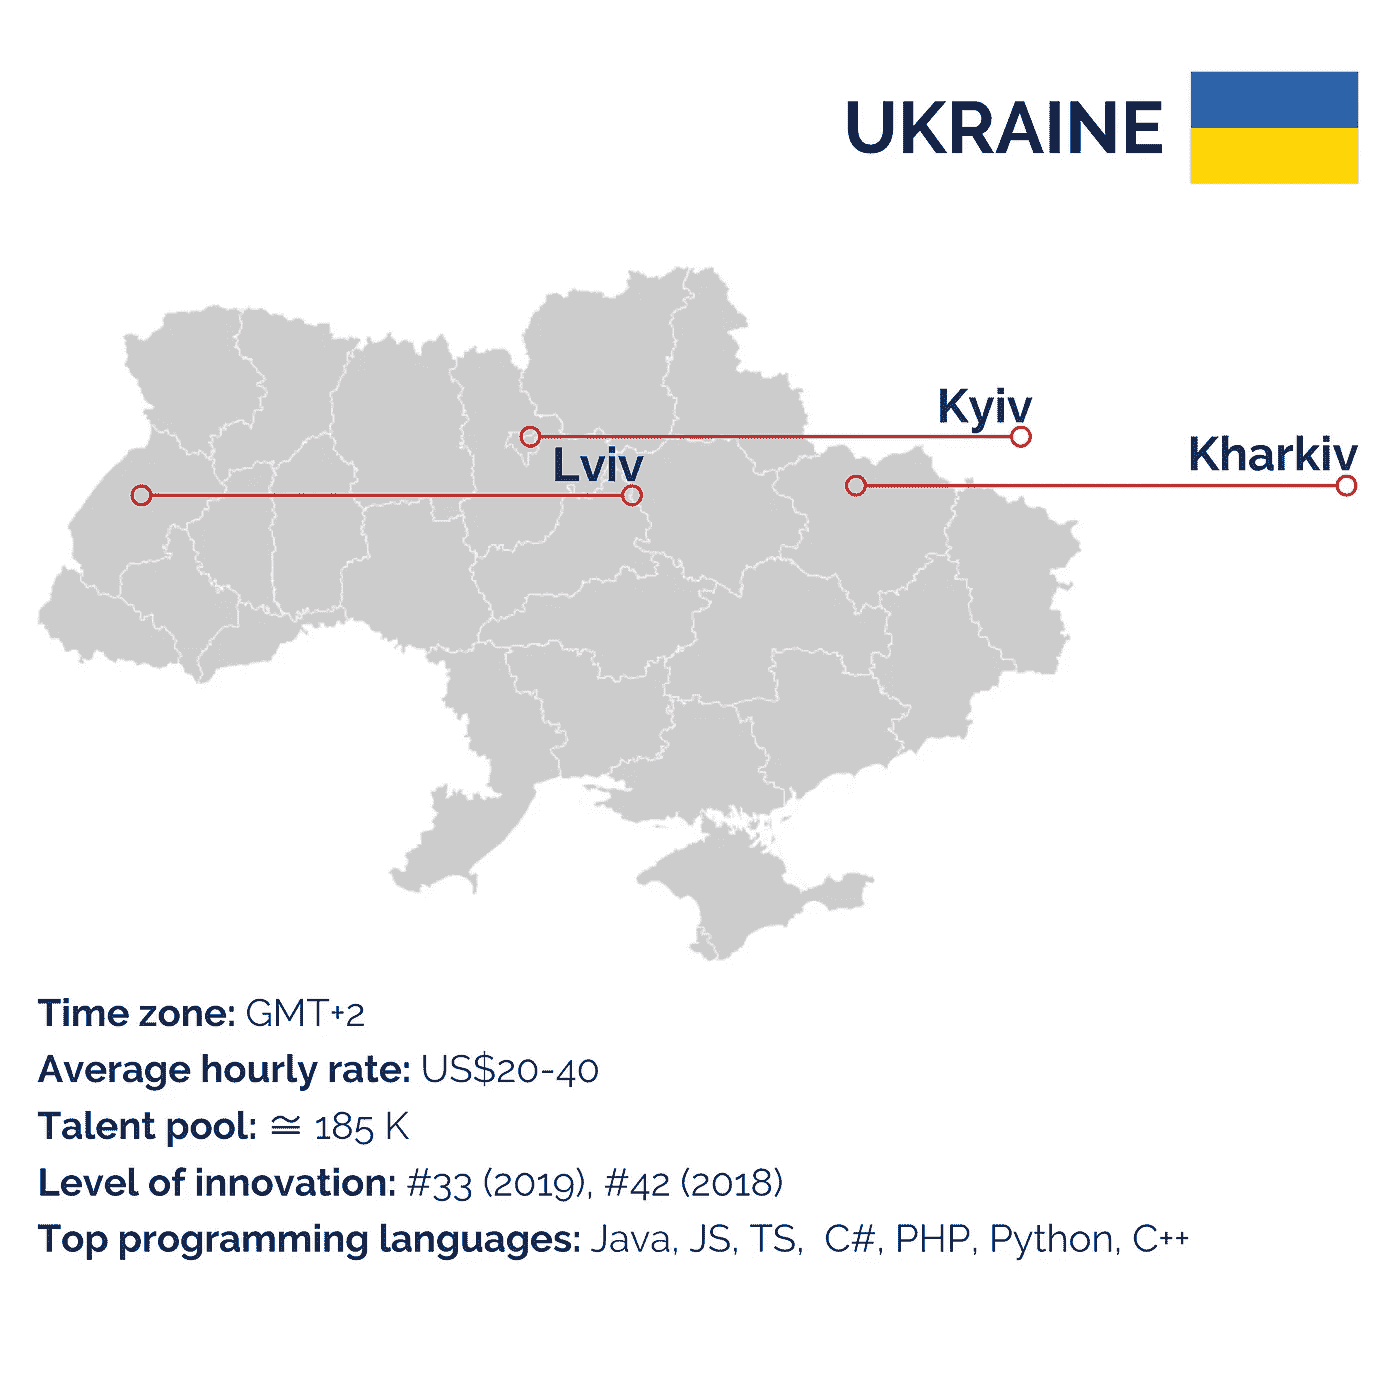 UKRAINE
Kyiv
Kharkiv
Lviv
Time zone: GMT+2
Average hourly rate: US$20-40
Talent pool: ≅ 185 K
Level of innovation: #33 (2019), #42 (2018)
Top programming languages: Java, JS, TS, C#, PHP, Python, C++